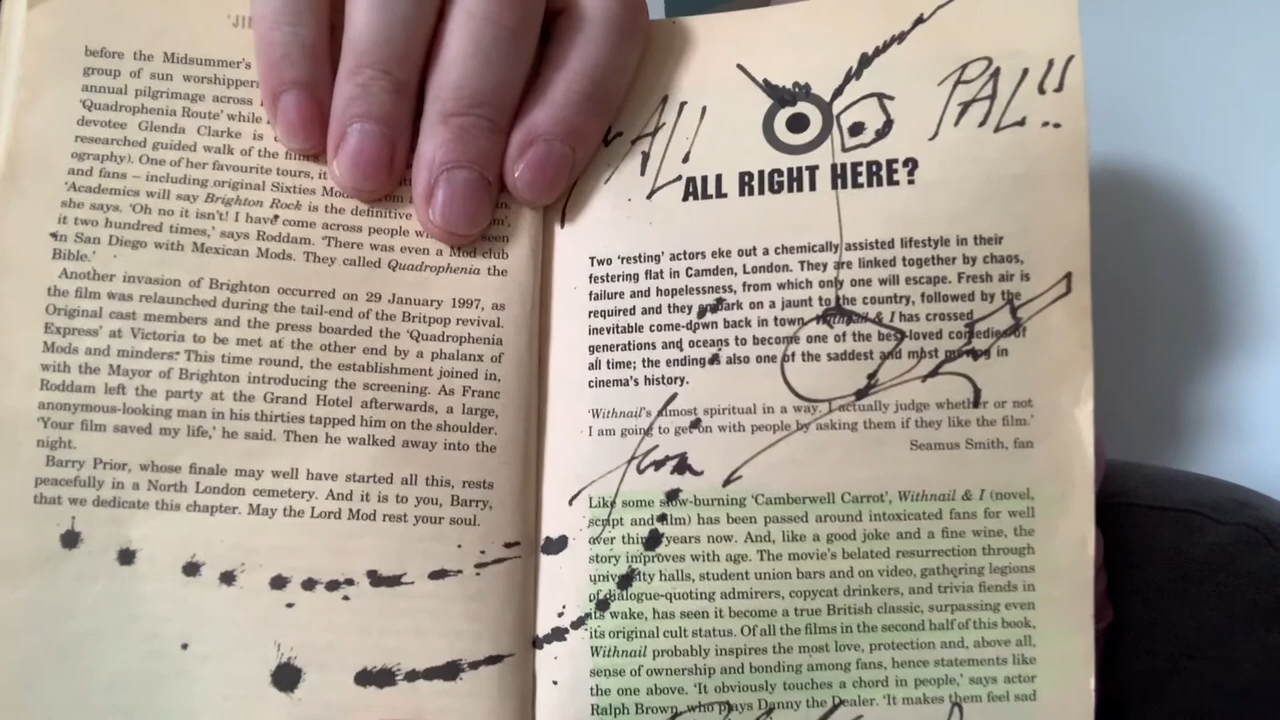 'JI
before the Midsummer's
group of sun worshippers
annual pilgrimage across
'Quadrophenia Route' while
devotee Glenda Clarke is
researched guided walk of the films
ography). One of her favourite tours, it
and fans – including original Sixties Mod
'Academics will say Brighton Rock is the definitive
she says. 'Oh no it isn't! I have come across people seen
it two hundred times,' says Roddam. 'There was even a Mod club
in San Diego with Mexican Mods. They called Quadrophenia the
Bible.'
Another invasion of Brighton occurred on 29 January 1997, as
the film was relaunched during the tail-end of the Britpop revival.
Original cast members and the press boarded the 'Quadrophenia
Express' at Victoria to be met at the other end by a phalanx of
Mods and minders. This time round, the establishment joined in,
with the Mayor of Brighton introducing the screening. As Franc
Roddam left the party at the Grand Hotel afterwards, a large,
anonymous-looking man in his thirties tapped him on the shoulder.
'Your film saved my life,' he said. Then he walked away into the
night.
Barry Prior, whose finale may well have started all this, rests
peacefully in a North London cemetery. And it is to you, Barry,
that we dedicate this chapter. May the Lord Mod rest your soul.
PAL!!
ALL RIGHT HERE?
Two 'resting' actors eke out a chemically assisted lifestyle in their
festering flat in Camden, London. They are linked together by chaos,
failure and hopelessness, from which only one will escape. Fresh air is
required and they embark on a jaunt to the country, followed by the
inevitable come-down back in town. Withnail & I has crossed
generations and oceans to become one of the best-loved comedies of
all time; the ending is also one of the saddest and most moving in
cinema's history.
'Withnail's almost spiritual in a way. I actually judge whether or not
I am going to get on with people by asking them if they like the film.'
Seamus Smith, fan
from
Like some slow-burning 'Camberwell Carrot', Withnail & I (novel,
script and film) has been passed around intoxicated fans for well
over thirty years now. And, like a good joke and a fine wine, the
story improves with age. The movie's belated resurrection through
university halls, student union bars and on video, gathering legions
of dialogue-quoting admirers, copycat drinkers, and trivia fiends in
its wake, has seen it become a true British classic, surpassing even
its original cult status. Of all the films in the second half of this book,
Withnail probably inspires the most love, protection and, above all,
sense of ownership and bonding among fans, hence statements like
the one above. 'It obviously touches a chord in people,' says actor
Ralph Brown, who plays Danny the Dealer. 'It makes them feel sad